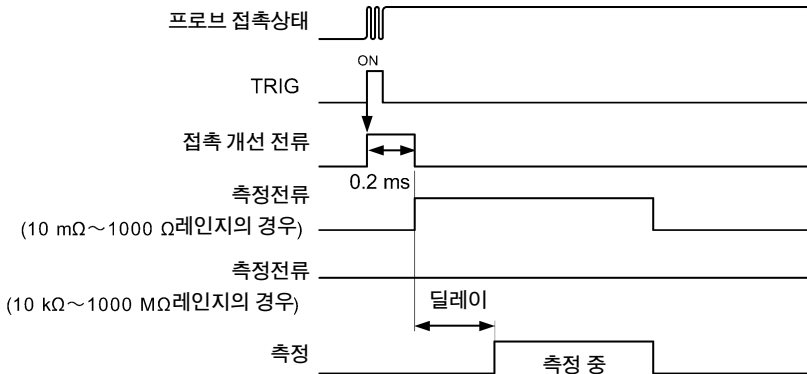 프로브 접촉상태
ON
TRIG
접촉 개선 전류
0.2 ms
측정전류
(10 mΩ～1000 Ω레인지의 경우)
측정전류
(10 kΩ～1000 MΩ레인지의 경우)
딜레이
측정
측정 중